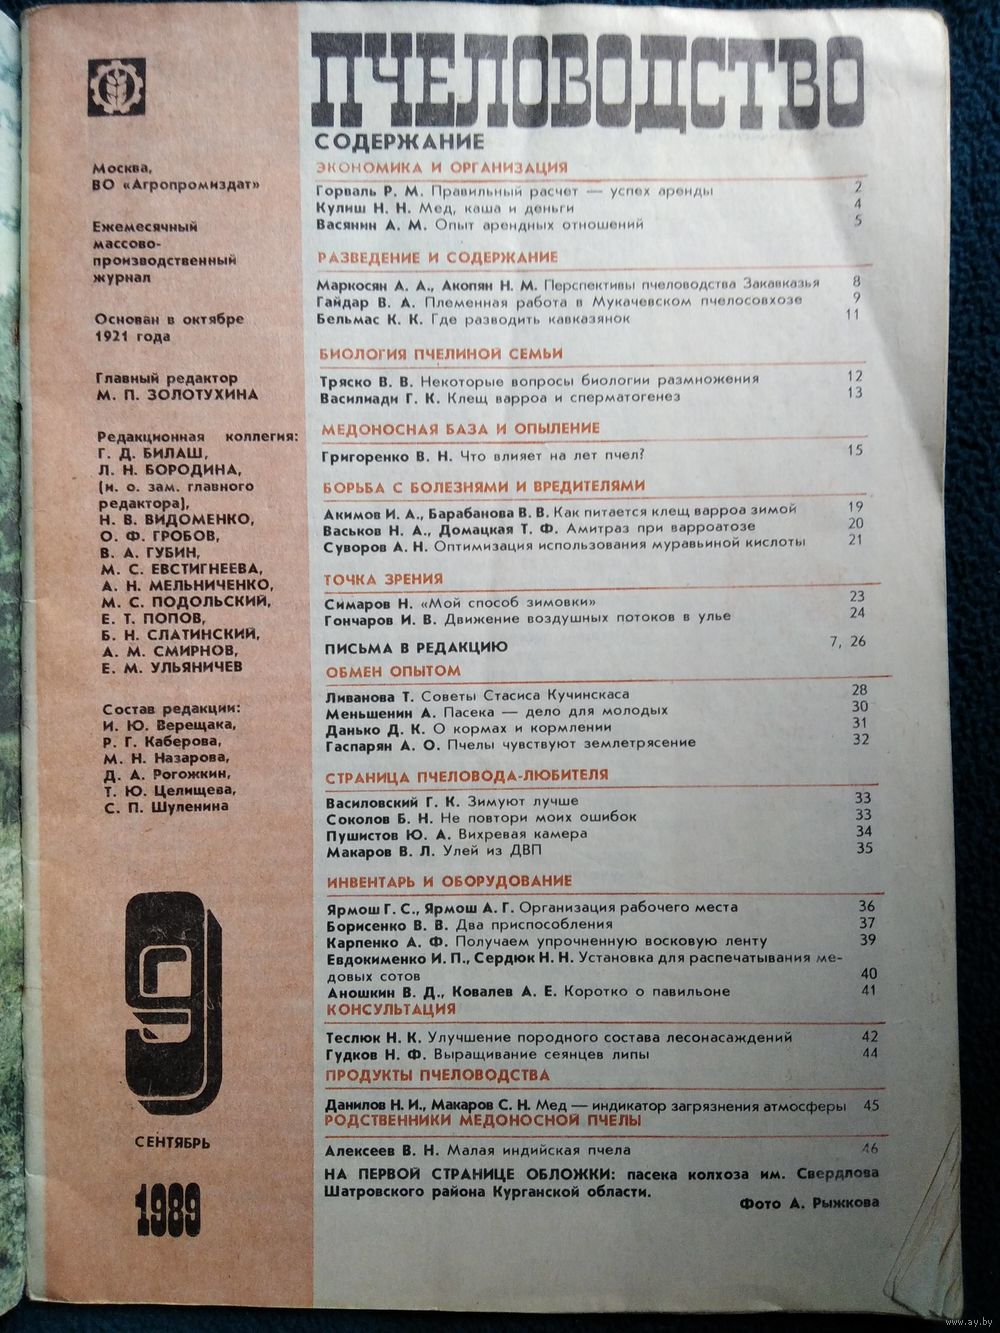 Москва,
ВО «Агропромиздат»
Ежемесячный
массово-
производственный
журнал
Основан в октябре
1921 года
Главный редактор
М. П. ЗОЛОТУХИНА
Редакционная коллегия:
Г. Д. БИЛАШ,
Л. Н. БОРОДИНА,
(и. о. зам. главного
редактора),
Н. В. ВИДОМЕНКО,
О. Ф. ГРОБОВ,
В. А. ГУБИН,
М. С. ЕВСТИГНЕЕВА,
А. Н. МЕЛЬНИЧЕНКО,
М. С. ПОДОЛЬСКИЙ,
Е. Т. ПОПОВ,
Б. Н. СЛАТИНСКИЙ,
А. М. СМИРНОВ,
Е. М. УЛЬЯНИЧЕВ
Состав редакции:
И. Ю. Верещака,
Р. Г. Каберова,
М. Н. Назарова,
Д. А. Рогожкин,
Т. Ю. Целищева,
С. П. Шупенина
9
СЕНТЯБРЬ
1989
ПЧЕЛОВОДСТВО
СОДЕРЖАНИЕ
ЭКОНОМИКА И ОРГАНИЗАЦИЯ
Горваль Р. М. Правильный расчет — успех аренды 2
Кулиш Н. Н. Мед, каша и деньги 4
Васянин А. М. Опыт арендных отношений 5
РАЗВЕДЕНИЕ И СОДЕРЖАНИЕ
Маркосян А. А., Акопян Н. М. Перспективы пчеловодства Закавказья 8
Гайдар В. А. Племенная работа в Мукачевском пчелосовхозе 9
Бельмас К. К. Где разводить кавказянок 11
БИОЛОГИЯ ПЧЕЛИНОЙ СЕМЬИ
Тряско В. В. Некоторые вопросы биологии размножения 12
Василиади Г. К. Клещ варроа и сперматогенез 13
МЕДОНОСНАЯ БАЗА И ОПЫЛЕНИЕ
Григоренко В. Н. Что влияет на лет пчел? 15
БОРЬБА С БОЛЕЗНЯМИ И ВРЕДИТЕЛЯМИ
Акимов И. А., Барабанова В. В. Как питается клещ варроа зимой 19
Васьков Н. А., Домацкая Т. Ф. Амитраз при варроатозе 20
Суворов А. Н. Оптимизация использования муравьиной кислоты 21
ТОЧКА ЗРЕНИЯ
Симаров Н. «Мой способ зимовки» 23
Гончаров И. В. Движение воздушных потоков в улье 24
ПИСЬМА В РЕДАКЦИЮ 7, 26
ОБМЕН ОПЫТОМ
Ливанова Т. Советы Стасиса Кучинскаса 28
Меньшенин А. Пасека — дело для молодых 30
Данько Д. К. О кормах и кормлении 31
Гаспарян А. О. Пчелы чувствуют землетрясение 32
СТРАНИЦА ПЧЕЛОВОДА-ЛЮБИТЕЛЯ
Василовский Г. К. Зимуют лучше 33
Соколов Б. Н. Не повтори моих ошибок 33
Пушистов Ю. А. Вихревая камера 34
Макаров В. Л. Улей из ДВП 35
ИНВЕНТАРЬ И ОБОРУДОВАНИЕ
Ярмош Г. С., Ярмош А. Г. Организация рабочего места 36
Борисенко В. В. Два приспособления 37
Карпенко А. Ф. Получаем упрочненную восковую ленту 39
Евдокименко И. П., Сердюк Н. Н. Установка для распечатывания ме-
довых сотов 40
Аношкин В. Д., Ковалев А. Е. Коротко о павильоне 41
КОНСУЛЬТАЦИЯ
Теслюк Н. К. Улучшение породного состава лесонасаждений 42
Гудков Н. Ф. Выращивание сеянцев липы 44
ПРОДУКТЫ ПЧЕЛОВОДСТВА
Данилов Н. И., Макаров С. Н. Мед — индикатор загрязнения атмосферы 45
РОДСТВЕННИКИ МЕДОНОСНОЙ ПЧЕЛЫ
Алексеев В. Н. Малая индийская пчела 46
НА ПЕРВОЙ СТРАНИЦЕ ОБЛОЖКИ: пасека колхоза им. Свердлова
Шатровского района Курганской области.
Фото А. Рыжкова
www.ay.by